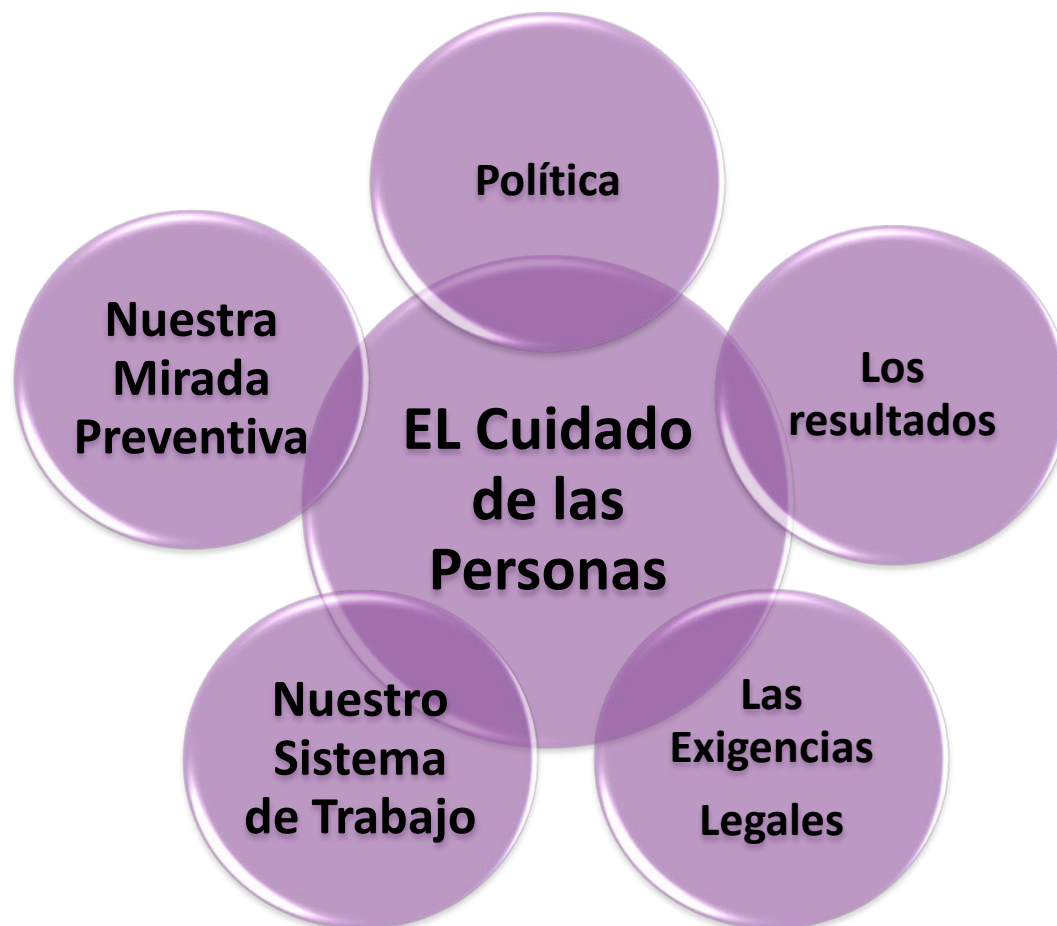 Política
Nuestra
Mirada
Preventiva
Los
resultados
EL Cuidado
de las
Personas
Nuestro
Sistema
de Trabajo
Las
Exigencias
Legales